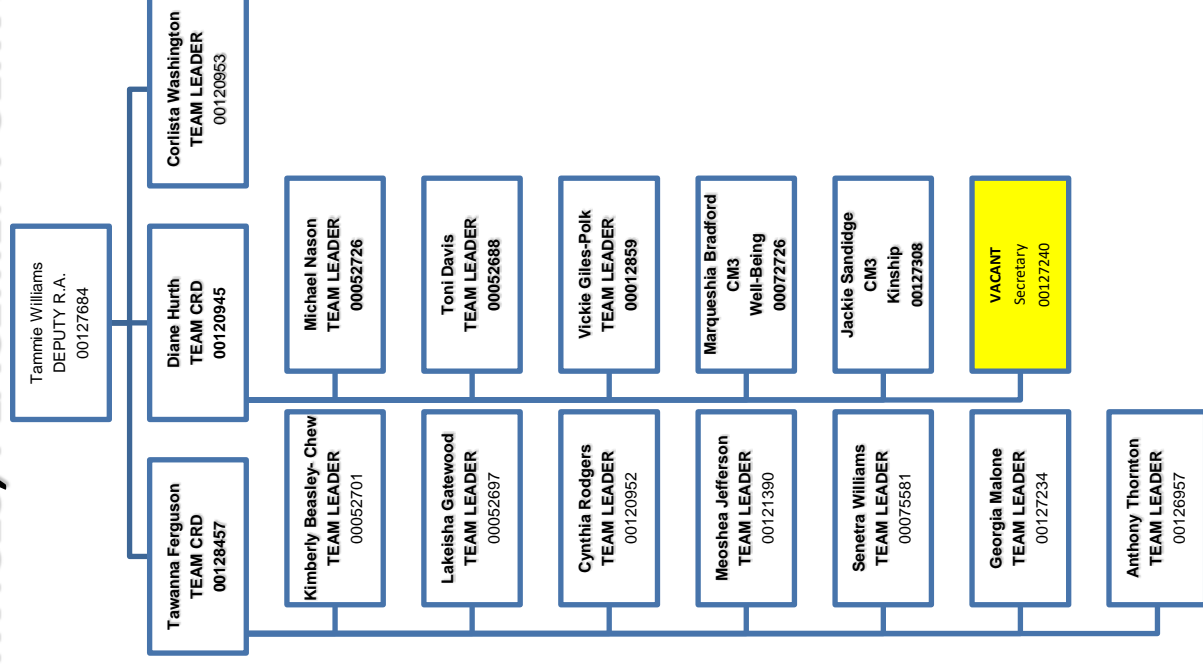 Tammie Williams
DEPUTY R.A.
00127684
Tawanna Ferguson
TEAM CRD
00128457
Diane Hurth
TEAM CRD
00120945
Corlista Washington
TEAM LEADER
00120953
Kimberly Beasley- Chew
TEAM LEADER
00052701
Lakeisha Gatewood
TEAM LEADER
00052697
Cynthia Rodgers
TEAM LEADER
00120952
Meoshea Jefferson
TEAM LEADER
00121390
Senetra Williams
TEAM LEADER
00075581
Georgia Malone
TEAM LEADER
00127234
Anthony Thornton
TEAM LEADER
00126957
Michael Nason
TEAM LEADER
00052726
Toni Davis
TEAM LEADER
00052688
Vickie Giles-Polk
TEAM LEADER
00012859
Marqueshia Bradford
CM3
Well-Being
00072726
Jackie Sandidge
CM3
Kinship
00127308
VACANT
Secretary
00127240